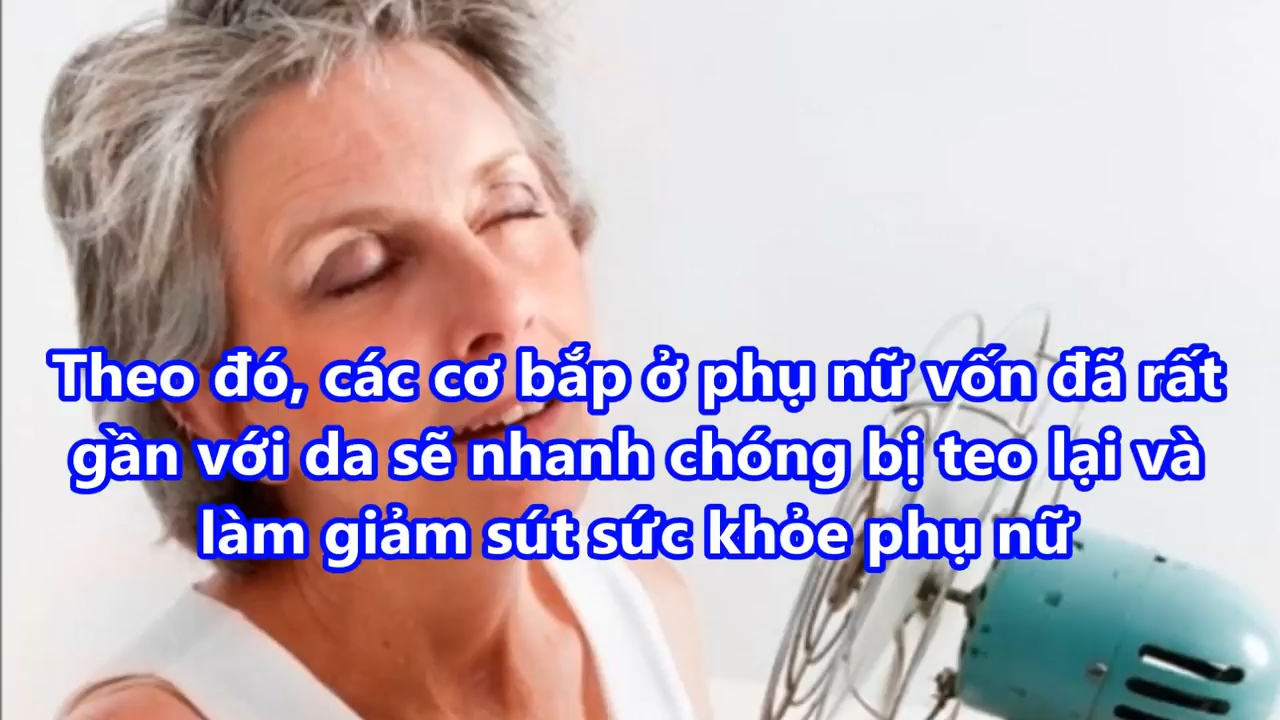 Theo đó, các cơ bắp ở phụ nữ vốn đã rất
gần với da sẽ nhanh chóng bị teo lại và
làm giảm sút sức khỏe phụ nữ